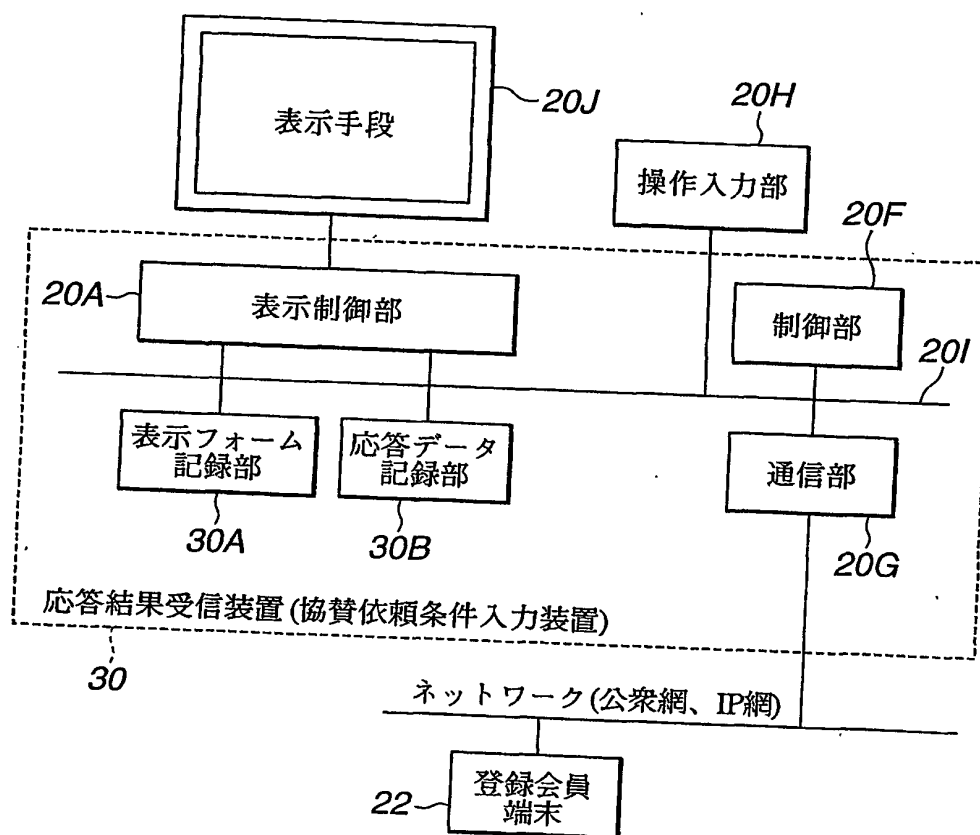 表示手段
20J
20H
操作入力部
20F
20A
表示制御部
制御部
20I
表示フォーム
記録部
応答データ
記録部
通信部
30A
30B
20G
応答結果受信装置(協賛依頼条件入力装置)
30
ネットワーク(公衆網、IP網)
登録会員
端末
22